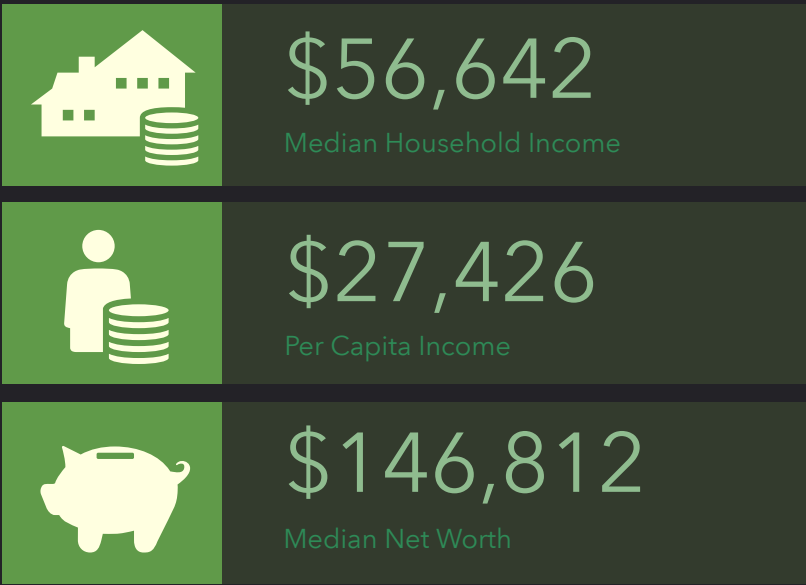 $56,642
Median Household Income
$27,426
Per Capita Income
$146,812
Median Net Worth